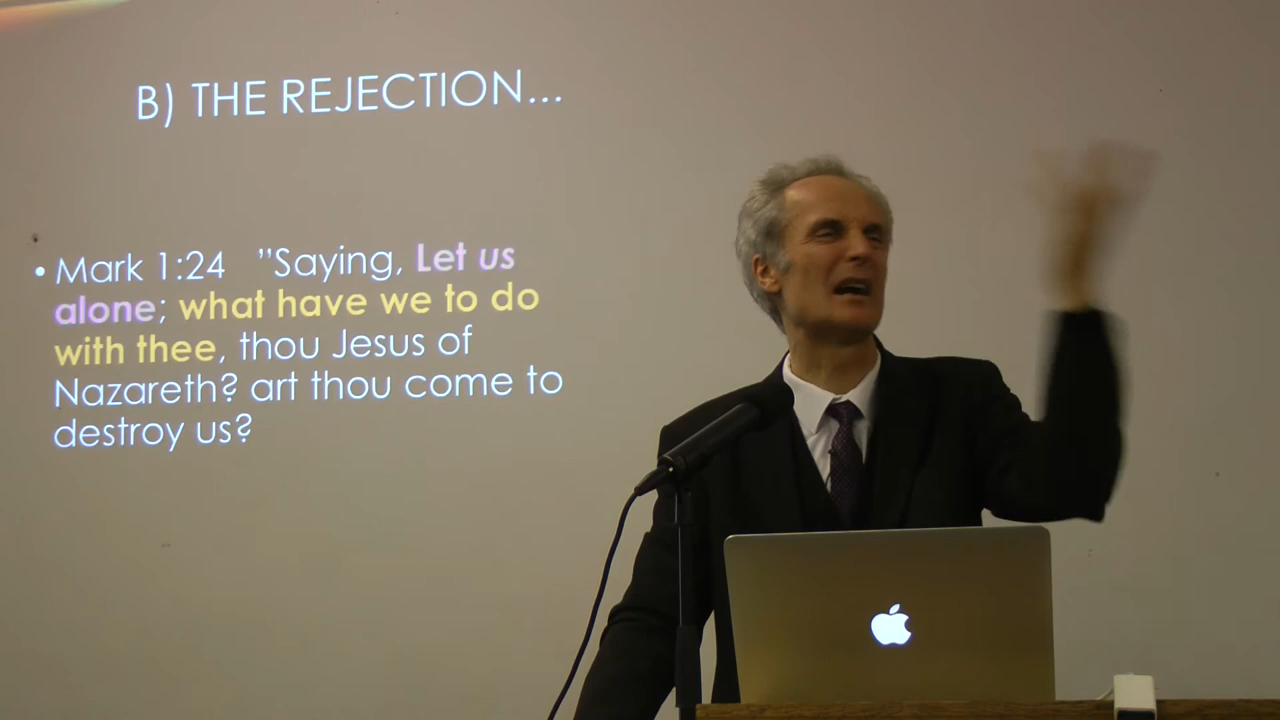 B) THE REJECTION...
• Mark 1:24 "Saying, Let us
alone; what have we to do
with thee, thou Jesus of
Nazareth? art thou come to
destroy us?